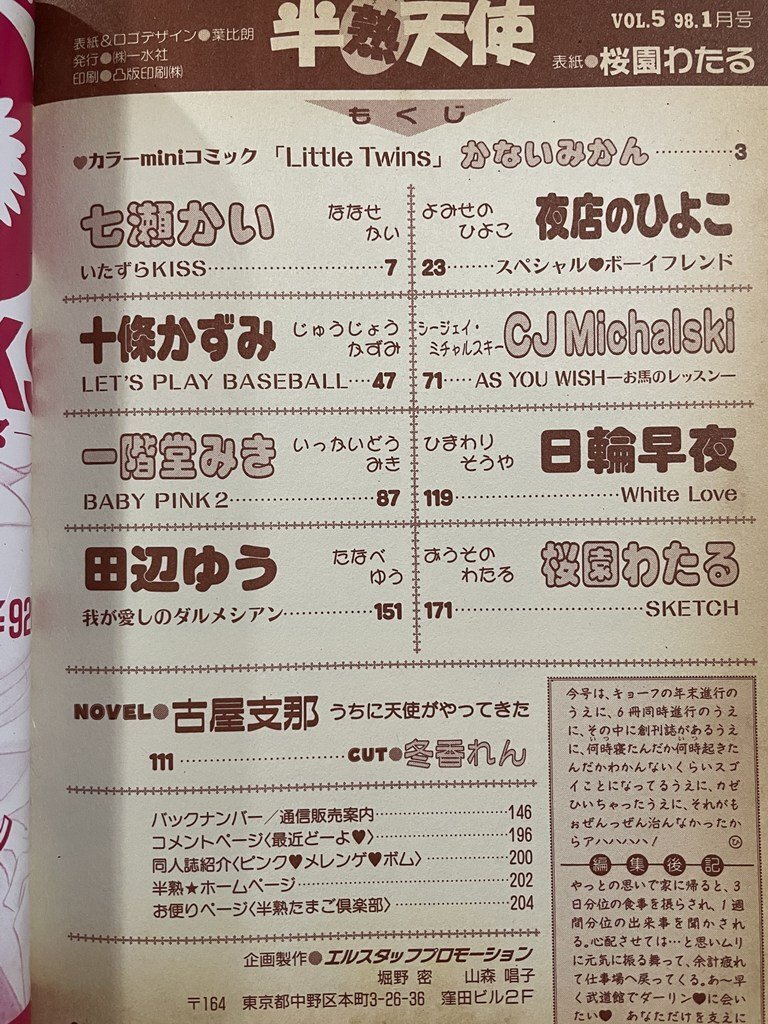 表紙&ロゴデザイン●葉比朗
発行●㈱一水社
印刷●凸版印刷㈱
半熟天使
VOL.5 98.1月号
表紙●桜園わたる
もくじ
♥カラーminiコミック「Little Twins」かないみかん…………3
七瀬かい ななせ かい
いたずらKISS…………7
よみせの ひよこ 夜店のひよこ
23………スペシャル♥ボーイフレンド
十條かずみ じゅうじょう かずみ
LET'S PLAY BASEBALL…47
シージェイ・ミチャルスキー CJ Michalski
71……AS YOU WISH―お馬のレッスン―
一階堂みき いっかいどう みき
BABY PINK 2…………87
ひまわり そうや 日輪早夜
119…………White Love
田辺ゆう たなべ ゆう
我が愛しのダルメシアン…………151
おうその わたる 桜園わたる
171…………SKETCH
NOVEL●古屋支那 うちに天使がやってきた
111…………CUT●冬香れん
バックナンバー/通信販売案内…………146
コメントページ〈最近どーよ♥〉…………196
同人誌紹介〈ピンク♥メレンゲ♥ボム〉…………200
半熟★ホームページ…………202
お便りページ〈半熟たまご倶楽部〉…………204
企画製作●エルスタッフプロモーション
堀野 密 山森 唱子
〒164 東京都中野区本町3-26-36 窪田ビル2F
今号は、キョーフの年末進行の
うえに、6冊同時進行のうえ
に、その中に創刊誌があるうえ
に、何時寝たんだか何時起きた
んだかわかんないくらいスゴ
イことになってるうえに、カゼ
ひいちゃったうえに、それがも
ぉぜんっぜん治んなかったか
らアハハハハ! ㋪
編集後記
やっとの思いで家に帰ると、3
日分位の食事を摂らされ、1週
間分位の出来事を聞かされ
る。心配させては…と思いムリ
に元気に振る舞って、余計疲れ
て仕事場へ戻ってくる。あ～早
く武道館でダーリン♥に会い
たい♥ あなただけを支えに